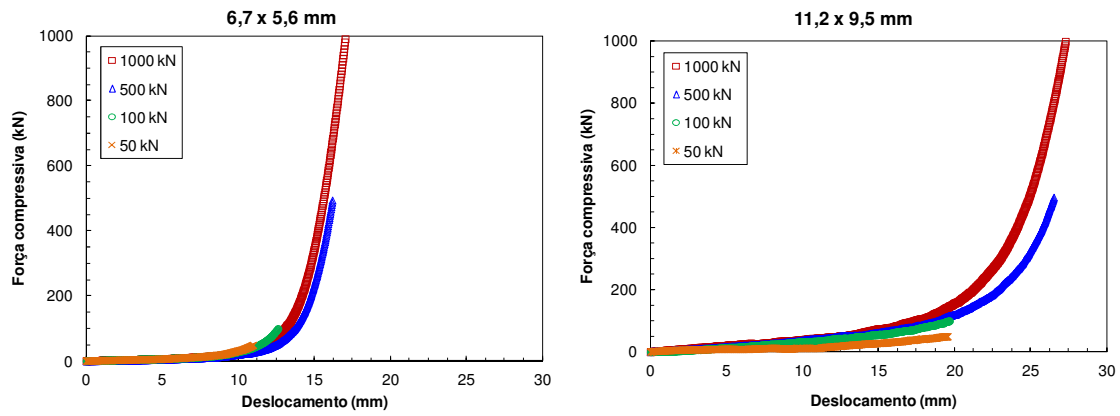 6,7 x 5,6 mm
1000
800
600
400
200
0
Força compressiva (kN)
1000 kN
500 kN
100 kN
50 kN
0 5 10 15 20 25 30
Deslocamento (mm)
11,2 x 9,5 mm
1000
800
600
400
200
0
Força compressiva (kN)
1000 kN
500 kN
100 kN
50 kN
0 5 10 15 20 25 30
Deslocamento (mm)